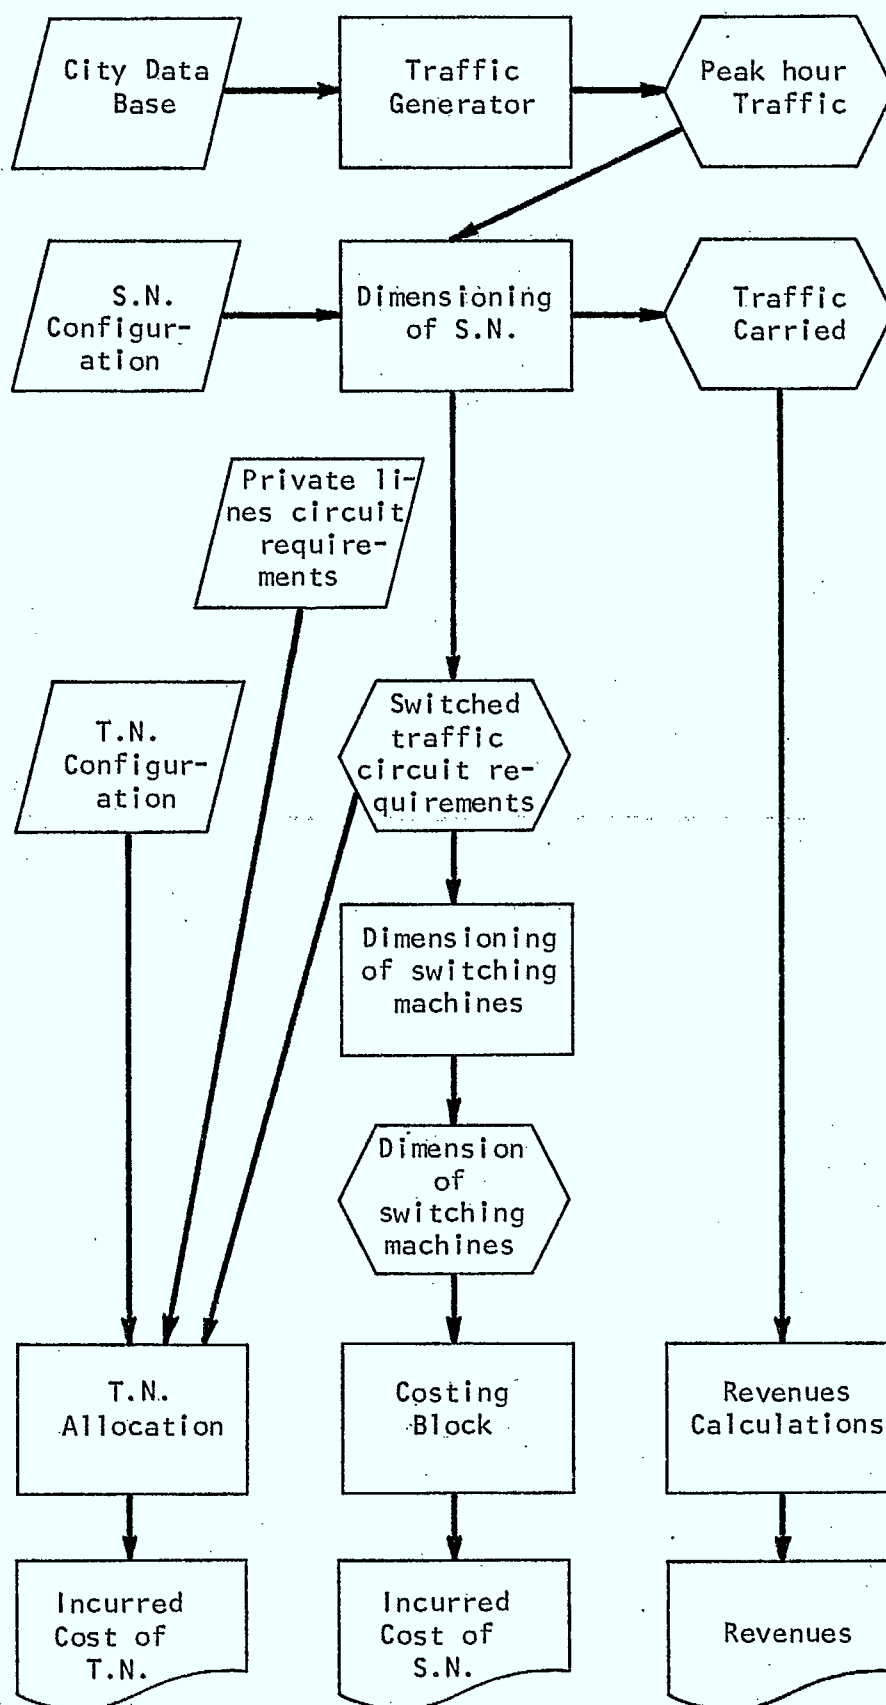 City Data
Base
Traffic
Generator
Peak hour
Traffic
S.N.
Configur-
ation
Dimensioning
of S.N.
Traffic
Carried
Private li-
nes circuit
require-
ments
T.N.
Configur-
ation
Switched
traffic
circuit re-
quirements
Dimensioning
of switching
machines
Dimension
of
switching
machines
T.N.
Allocation
Costing
Block
Revenues
Calculations
Incurred
Cost of
T.N.
Incurred
Cost of
S.N.
Revenues